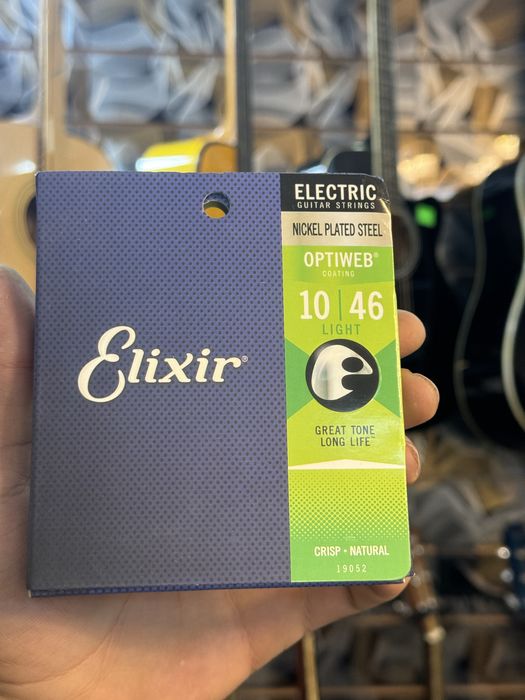 ELECTRIC
GUITAR STRINGS
NICKEL PLATED STEEL
OPTIWEB®
COATING
10 | 46
LIGHT
Elixir®
GREAT TONE
LONG LIFE™
CRISP • NATURAL
19052